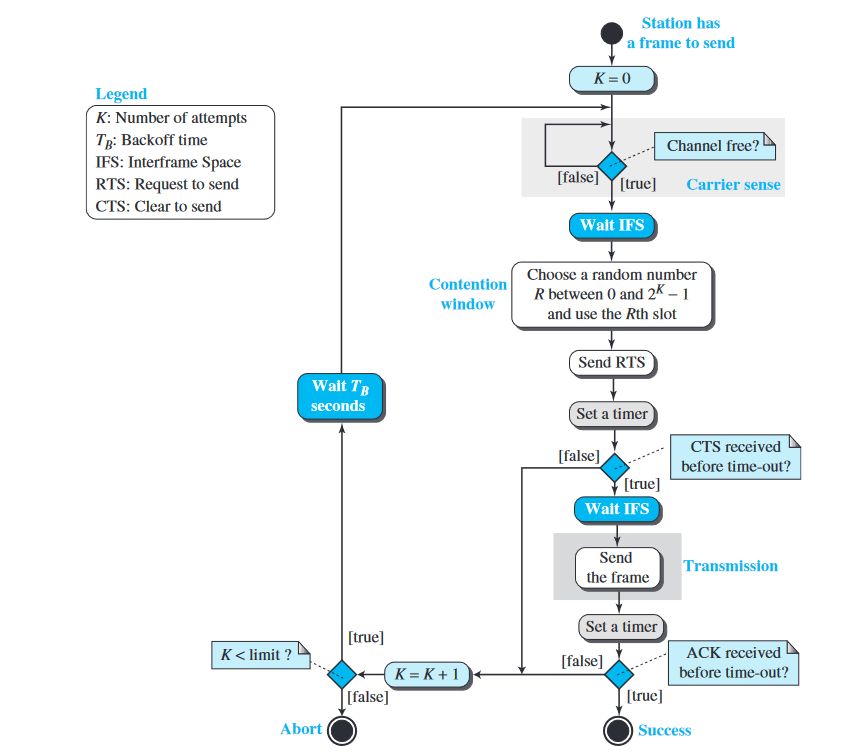 Station has
a frame to send
K = 0
Legend
K: Number of attempts
T_B: Backoff time
IFS: Interframe Space
RTS: Request to send
CTS: Clear to send
Channel free?
[false]
[true]
Carrier sense
Wait IFS
Contention
window
Choose a random number
R between 0 and 2^K – 1
and use the Rth slot
Send RTS
Wait T_B
seconds
Set a timer
[false]
CTS received
before time-out?
[true]
Wait IFS
Send
the frame
Transmission
Set a timer
[true]
K < limit ?
K = K + 1
[false]
ACK received
before time-out?
[false]
[true]
Abort
Success